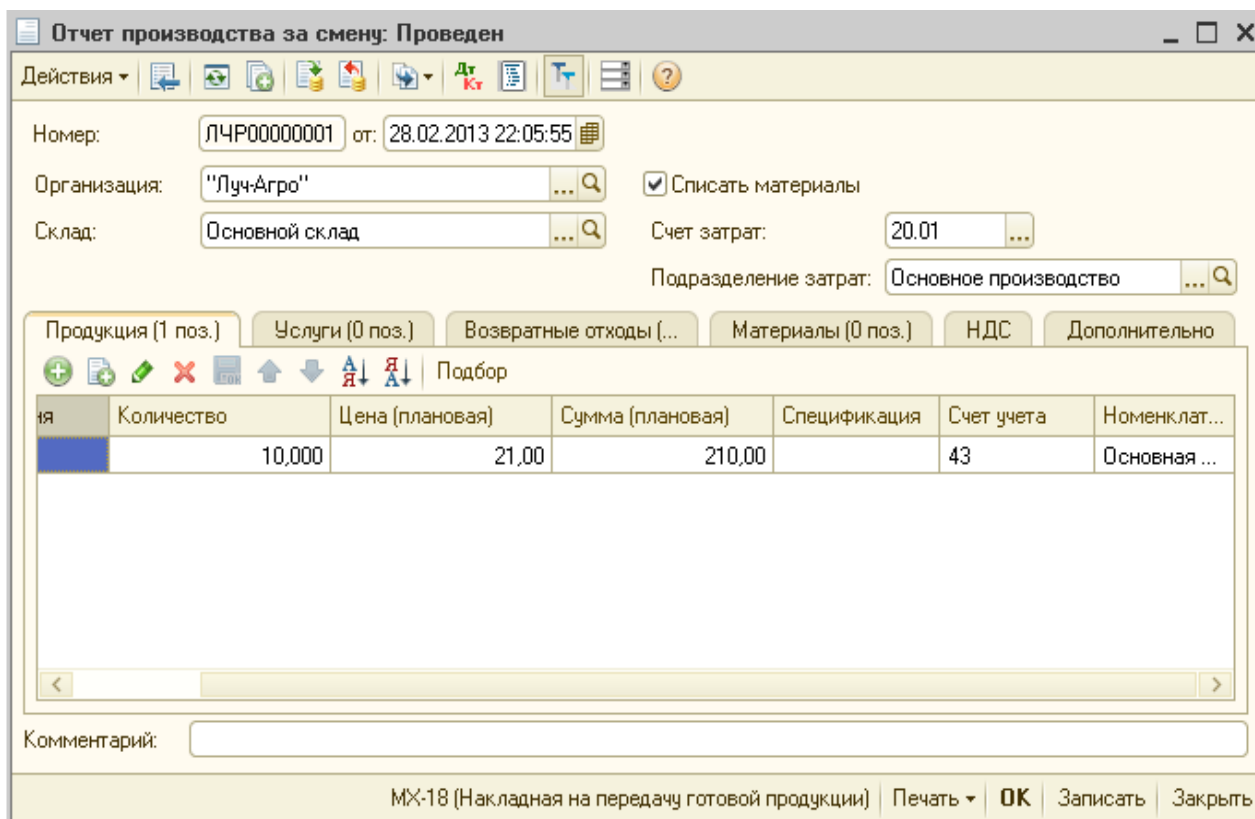 Отчет производства за смену: Проведен
Действия Дт Кт
Номер: ЛЧР00000001 от: 28.02.2013 22:05:55
Организация: "Луч-Агро" ... Списать материалы
Склад: Основной склад ... Счет затрат: 20.01 ...
Подразделение затрат: Основное производство ...
Продукция (1 поз.) Услуги (0 поз.) Возвратные отходы (... Материалы (0 поз.) НДС Дополнительно
Подбор
ия Количество Цена (плановая) Сумма (плановая) Спецификация Счет учета Номенклат...
10,000 21,00 210,00 43 Основная ...
Комментарий:
МХ-18 (Накладная на передачу готовой продукции) Печать OK Записать Закрыть